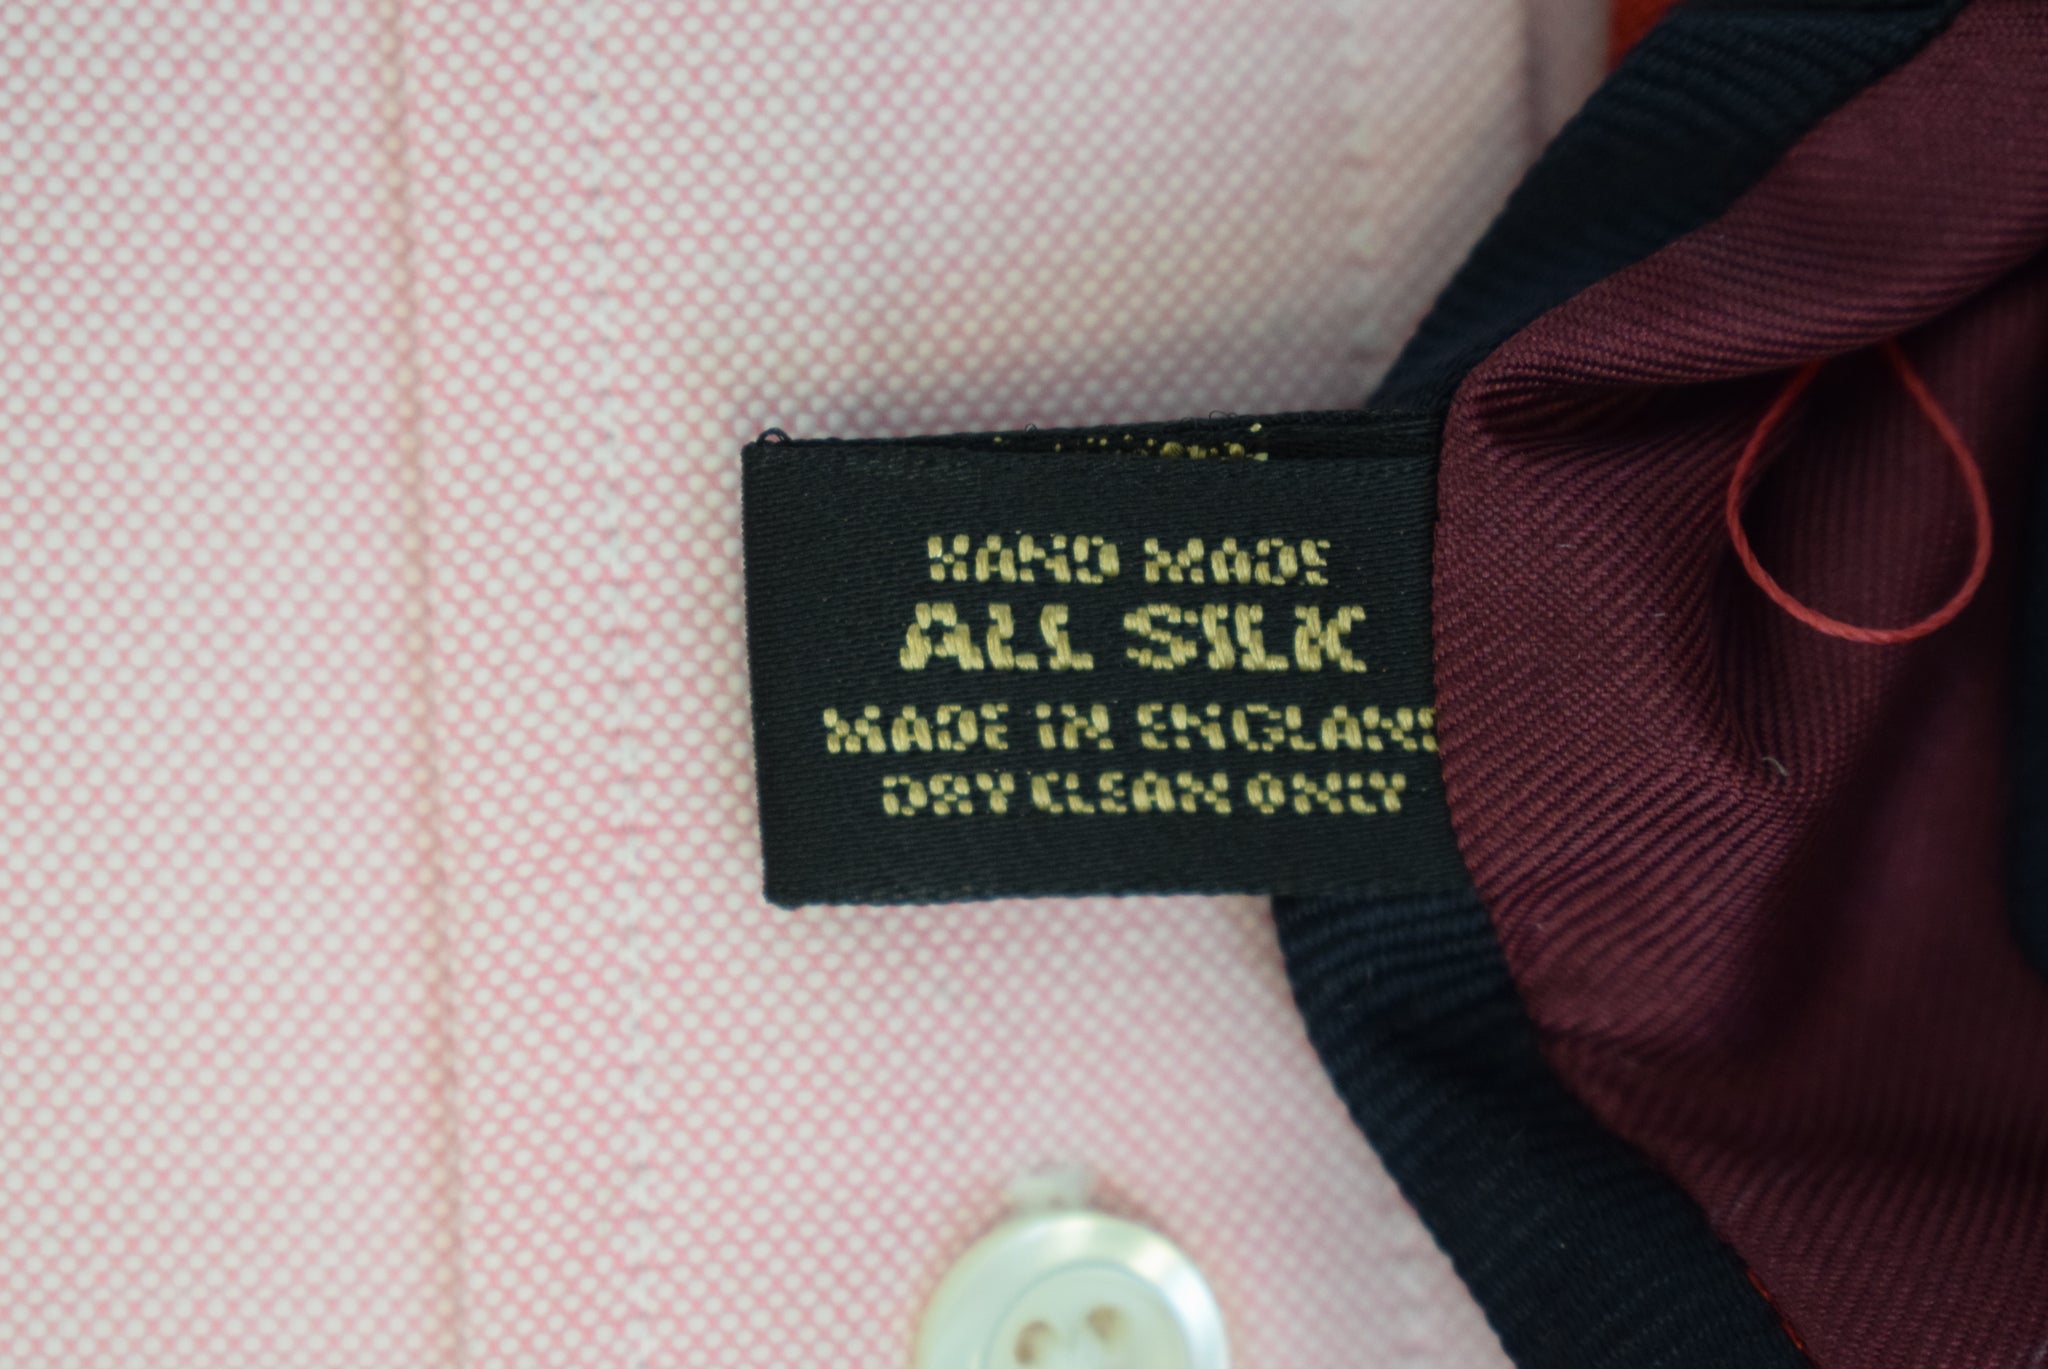 HAND MADE
ALL SILK
MADE IN ENGLAND
DRY CLEAN ONLY